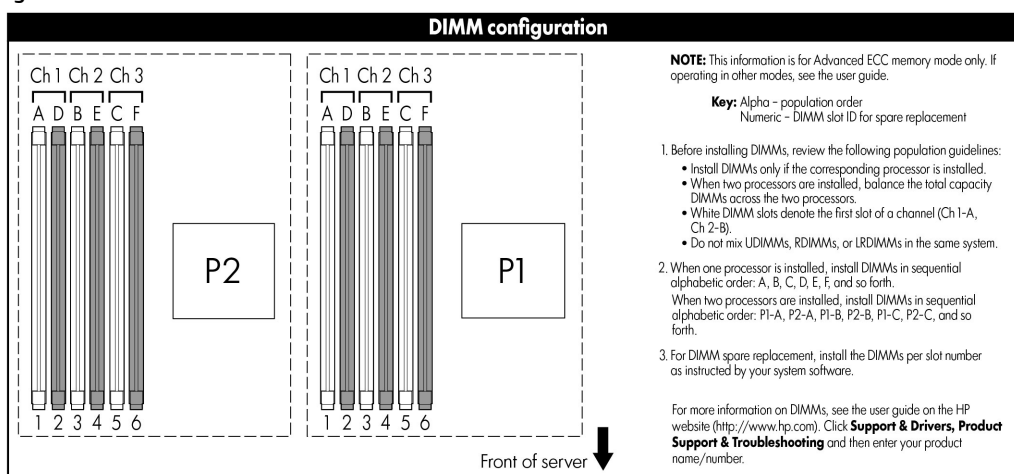 DIMM configuration
Ch 1 Ch 2 Ch 3
A D B E C F
P2
1 2 3 4 5 6
Ch 1 Ch 2 Ch 3
A D B E C F
P1
1 2 3 4 5 6
Front of server
NOTE: This information is for Advanced ECC memory mode only. If
operating in other modes, see the user guide.
Key: Alpha – population order
Numeric – DIMM slot ID for spare replacement
1. Before installing DIMMs, review the following population guidelines:
• Install DIMMs only if the corresponding processor is installed.
• When two processors are installed, balance the total capacity
DIMMs across the two processors.
• White DIMM slots denote the first slot of a channel (Ch 1-A,
Ch 2-B).
• Do not mix UDIMMs, RDIMMs, or LRDIMMs in the same system.
2. When one processor is installed, install DIMMs in sequential
alphabetic order: A, B, C, D, E, F, and so forth.
When two processors are installed, install DIMMs in sequential
alphabetic order: P1-A, P2-A, P1-B, P2-B, P1-C, P2-C, and so
forth.
3. For DIMM spare replacement, install the DIMMs per slot number
as instructed by your system software.
For more information on DIMMs, see the user guide on the HP
website (http://www.hp.com). Click Support & Drivers, Product
Support & Troubleshooting and then enter your product
name/number.